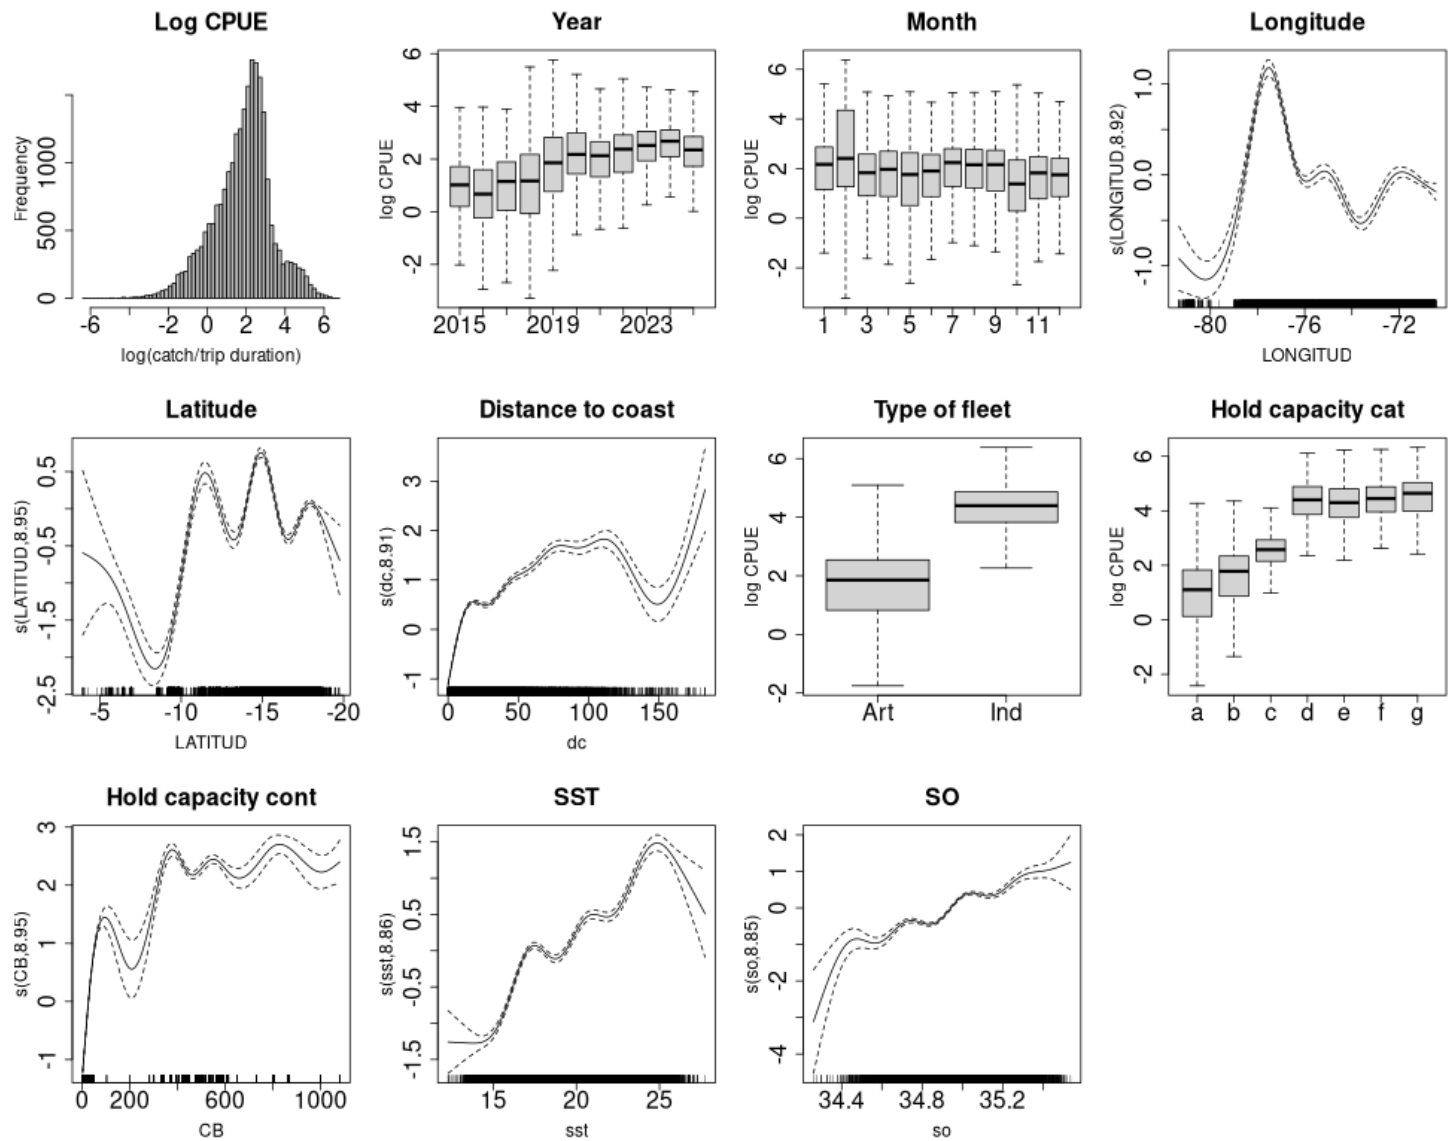 Log CPUE
Frequency
0 500 1000
-6 -4 -2 0 2 4 6
log(catch/trip duration)
Year
log CPUE
-2 0 2 4 6
2015 2019 2023
Month
log CPUE
-2 0 2 4 6
1 3 5 7 9 11
Longitude
s(LONGITUD,8.92)
-1.0 0.0 1.0
-80 -76 -72
LONGITUD
Latitude
s(LATITUD,8.95)
-2.5 -1.5 -0.5 0.5
-5 -10 -15 -20
LATITUD
Distance to coast
s(dc,8.91)
-1 0 1 2 3
0 50 100 150
dc
Type of fleet
log CPUE
-2 0 2 4 6
Art Ind
Hold capacity cat
log CPUE
-2 0 2 4 6
a b c d e f g
Hold capacity cont
s(CB,8.95)
-1 0 1 2 3
0 200 600 1000
CB
SST
s(sst,8.86)
-1.5 -0.5 0.5 1.5
15 20 25
sst
SO
s(so,8.85)
-4 -2 0 1 2
34.4 34.8 35.2
so